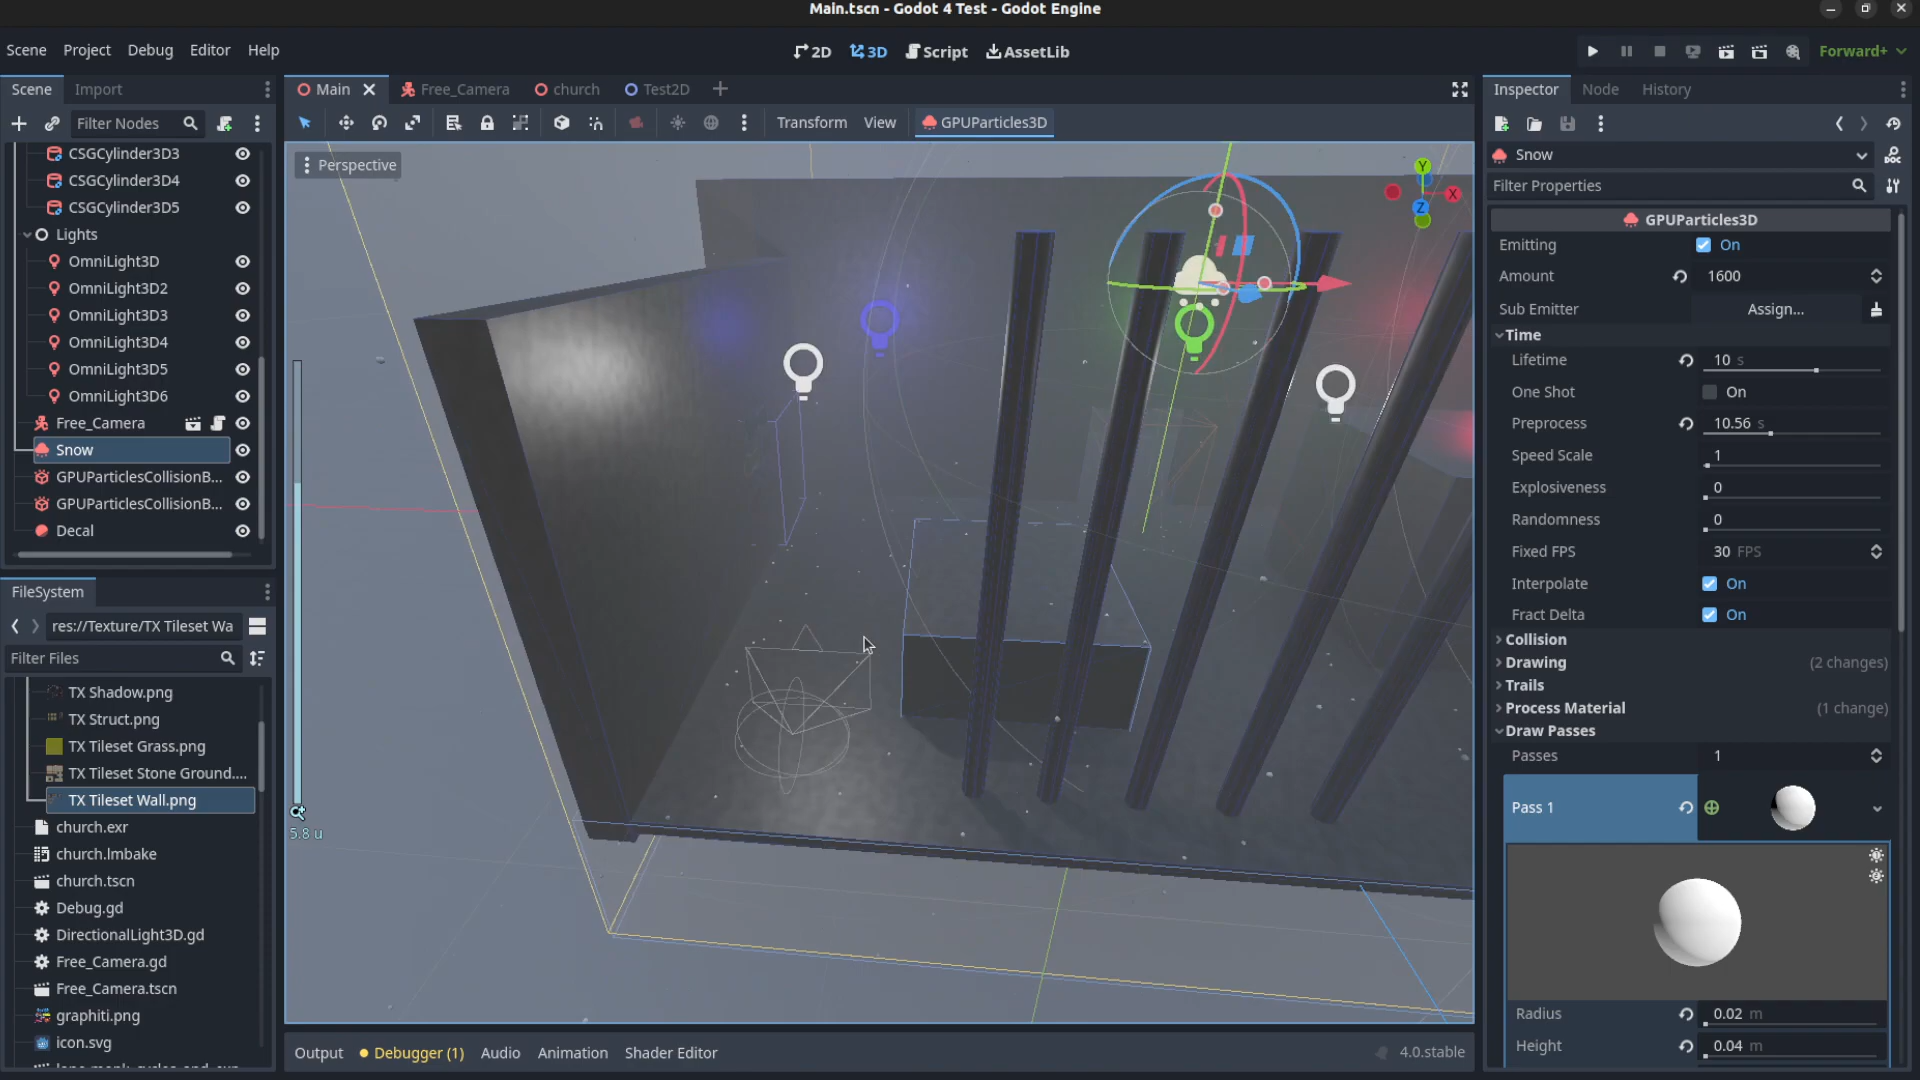 Main.tscn - Godot 4 Test - Godot Engine
Scene Project Debug Editor Help
2D 3D Script AssetLib
Forward+
Scene Import
Filter Nodes
CSGCylinder3D3
CSGCylinder3D4
CSGCylinder3D5
Lights
OmniLight3D
OmniLight3D2
OmniLight3D3
OmniLight3D4
OmniLight3D5
OmniLight3D6
Free_Camera
Snow
GPUParticlesCollisionB...
GPUParticlesCollisionB...
Decal
FileSystem
res://Texture/TX Tileset Wa
Filter Files
TX Shadow.png
TX Struct.png
TX Tileset Grass.png
TX Tileset Stone Ground....
TX Tileset Wall.png
church.exr
church.lmbake
church.tscn
Debug.gd
DirectionalLight3D.gd
Free_Camera.gd
Free_Camera.tscn
graphiti.png
icon.svg
Main Free_Camera church Test2D
Transform View GPUParticles3D
Perspective
Y
X
Z
5.8 u
Output Debugger (1) Audio Animation Shader Editor
4.0.stable
Inspector Node History
Snow
Filter Properties
GPUParticles3D
Emitting On
Amount 1600
Sub Emitter Assign...
Time
Lifetime 10 s
One Shot On
Preprocess 10.56 s
Speed Scale 1
Explosiveness 0
Randomness 0
Fixed FPS 30 FPS
Interpolate On
Fract Delta On
Collision
Drawing (2 changes)
Trails
Process Material (1 change)
Draw Passes
Passes 1
Pass 1
Radius 0.02 m
Height 0.04 m